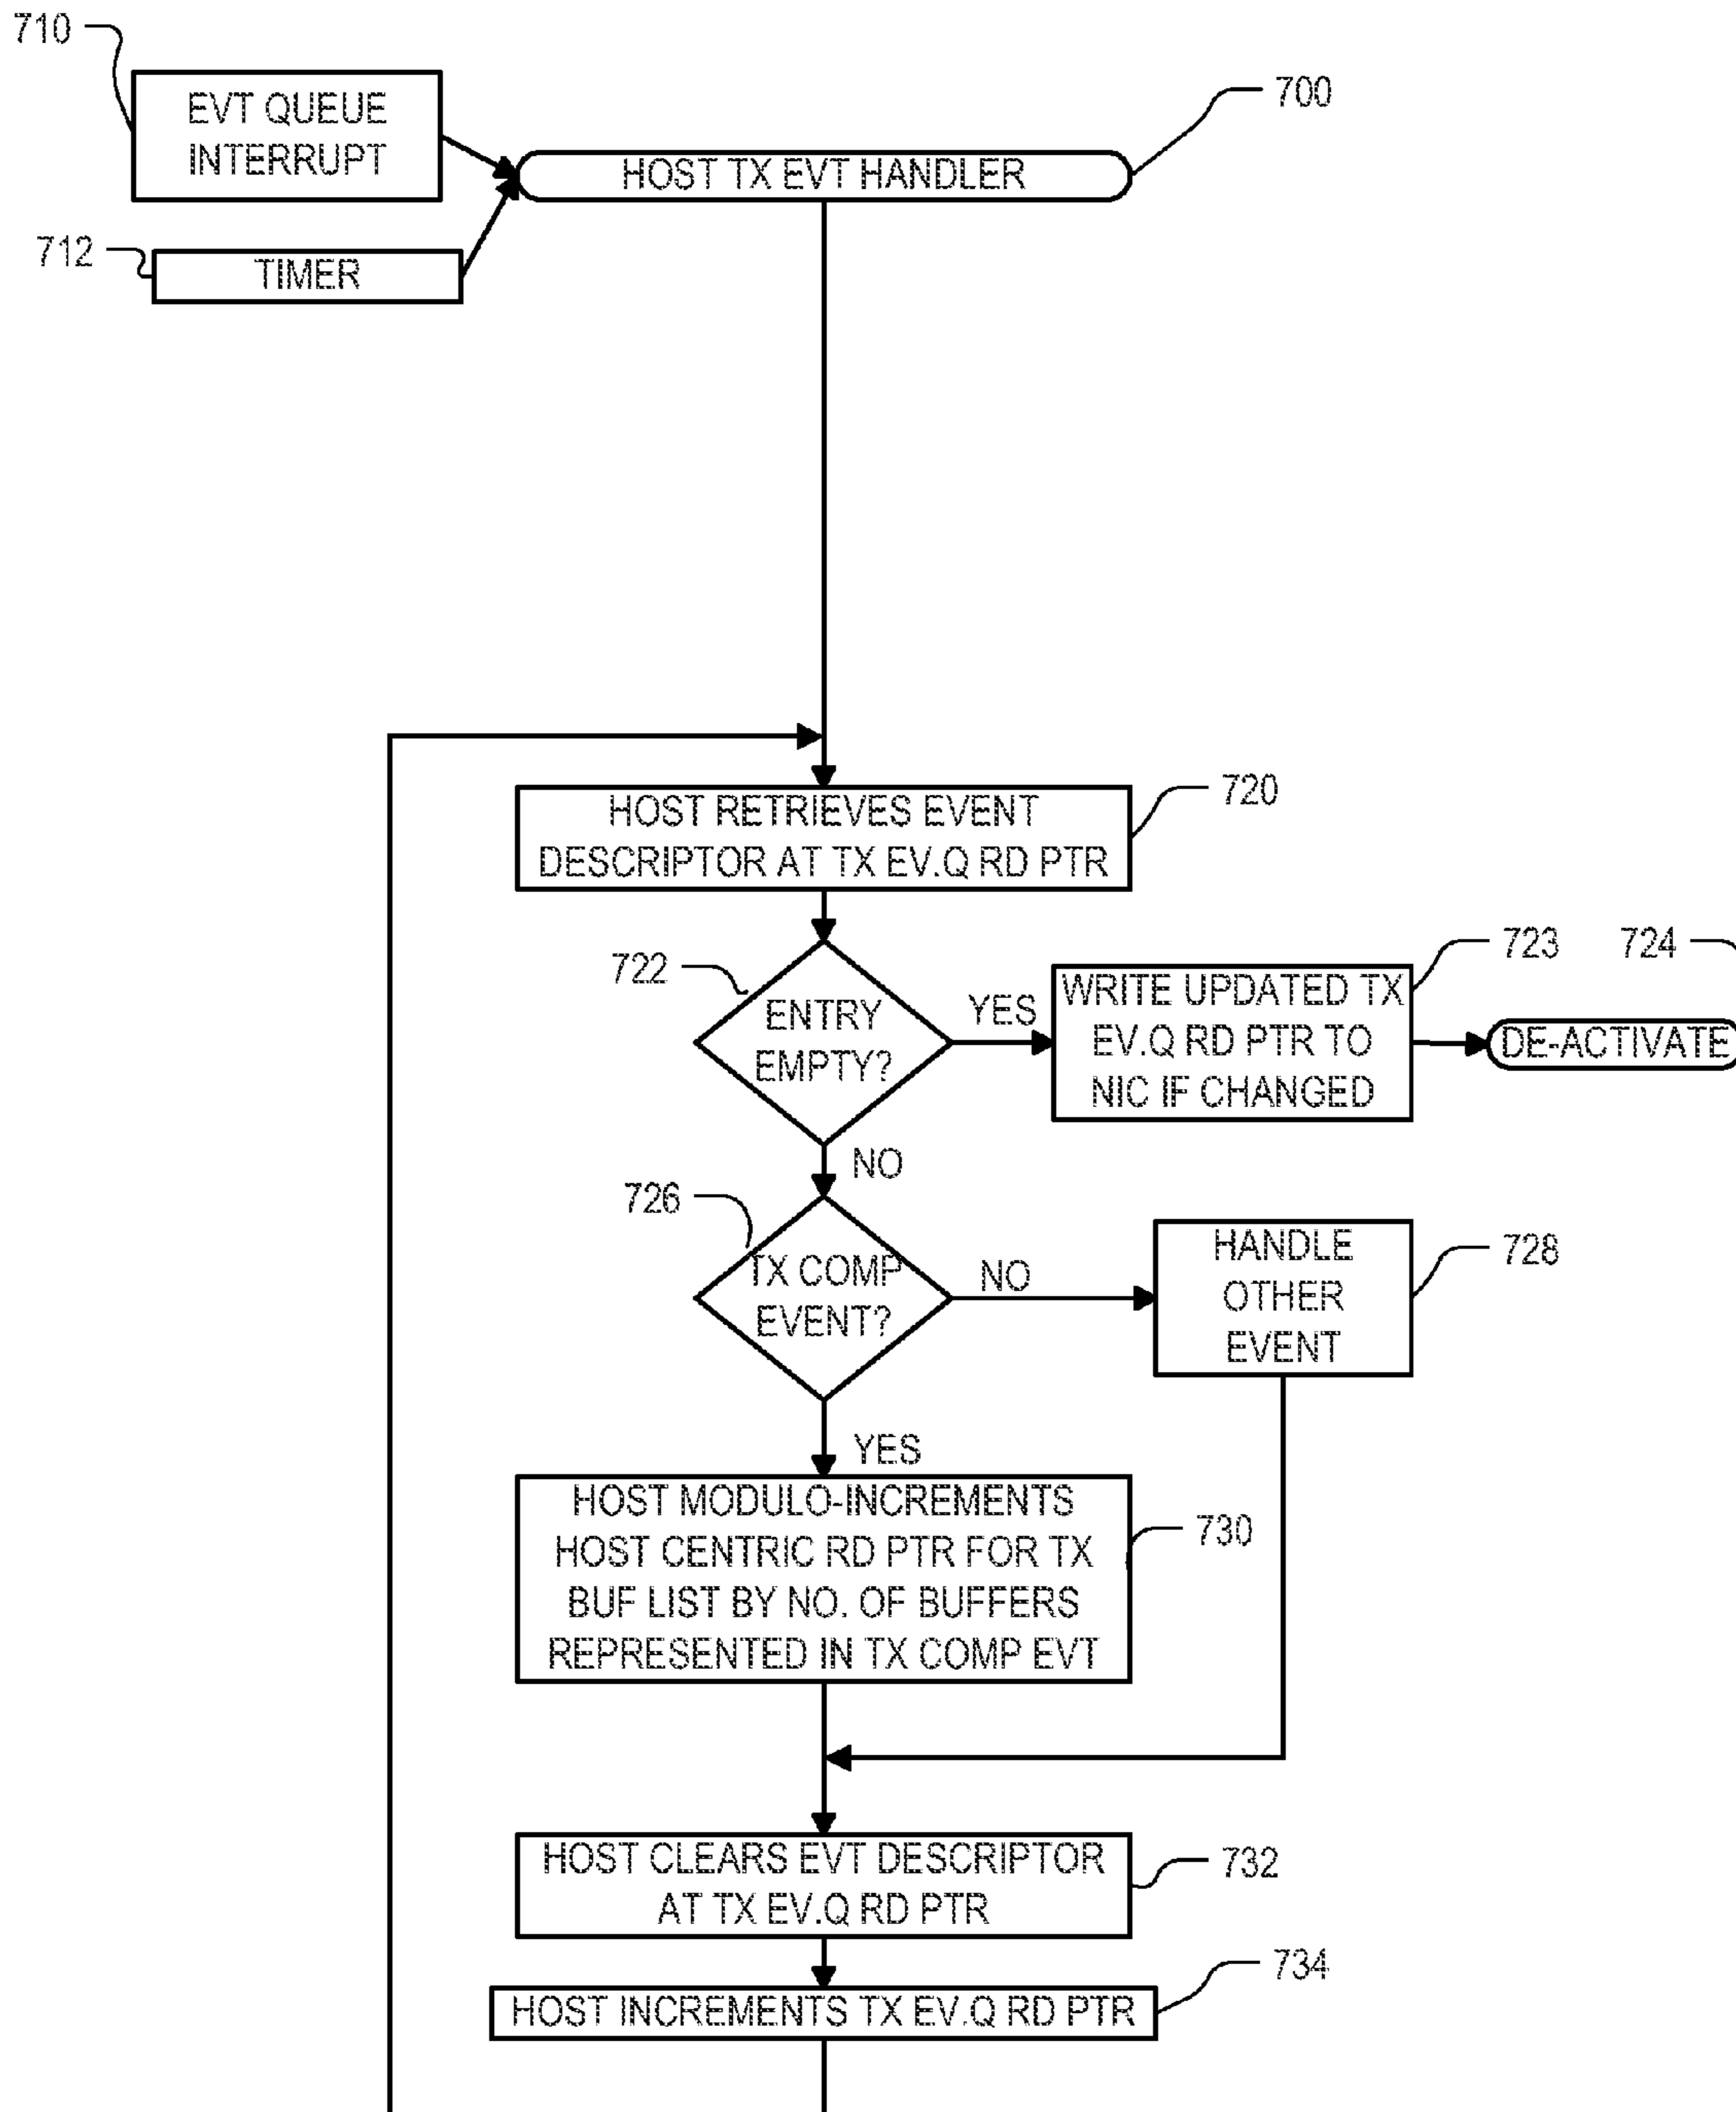 710
EVT QUEUE
INTERRUPT
700
HOST TX EVT HANDLER
712
TIMER
720
HOST RETRIEVES EVENT
DESCRIPTOR AT TX EV.Q RD PTR
722
ENTRY
EMPTY?
YES
723
WRITE UPDATED TX
EV.Q RD PTR TO
NIC IF CHANGED
724
DE-ACTIVATE
NO
726
TX COMP
EVENT?
NO
728
HANDLE
OTHER
EVENT
YES
HOST MODULO-INCREMENTS
HOST CENTRIC RD PTR FOR TX
BUF LIST BY NO. OF BUFFERS
REPRESENTED IN TX COMP EVT
730
HOST CLEARS EVT DESCRIPTOR
AT TX EV.Q RD PTR
732
734
HOST INCREMENTS TX EV.Q RD PTR